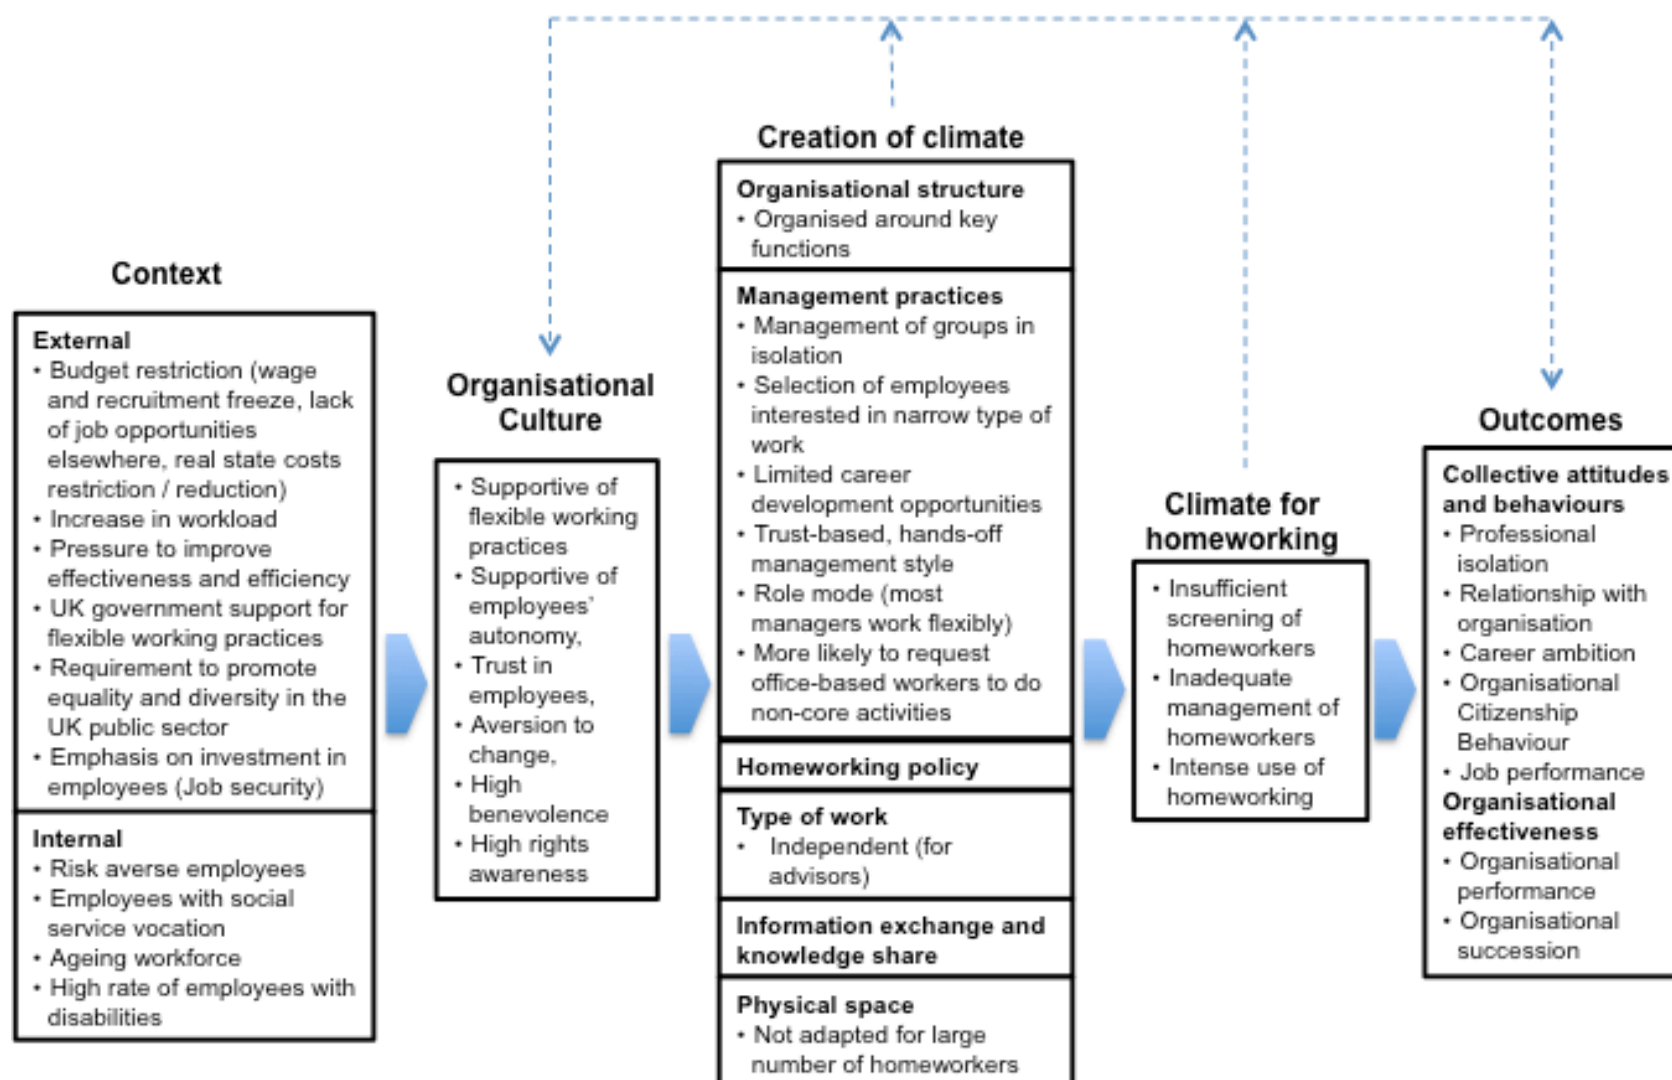 Context
External
• Budget restriction (wage
and recruitment freeze, lack
of job opportunities
elsewhere, real state costs
restriction / reduction)
• Increase in workload
• Pressure to improve
effectiveness and efficiency
• UK government support for
flexible working practices
• Requirement to promote
equality and diversity in the
UK public sector
• Emphasis on investment in
employees (Job security)
Internal
• Risk averse employees
• Employees with social
service vocation
• Ageing workforce
• High rate of employees with
disabilities
Organisational
Culture
• Supportive of
flexible working
practices
• Supportive of
employees’
autonomy,
• Trust in
employees,
• Aversion to
change,
• High
benevolence
• High rights
awareness
Creation of climate
Organisational structure
• Organised around key
functions
Management practices
• Management of groups in
isolation
• Selection of employees
interested in narrow type of
work
• Limited career
development opportunities
• Trust-based, hands-off
management style
• Role mode (most
managers work flexibly)
• More likely to request
office-based workers to do
non-core activities
Homeworking policy
Type of work
• Independent (for
advisors)
Information exchange and
knowledge share
Physical space
• Not adapted for large
number of homeworkers
Climate for
homeworking
• Insufficient
screening of
homeworkers
• Inadequate
management of
homeworkers
• Intense use of
homeworking
Outcomes
Collective attitudes
and behaviours
• Professional
isolation
• Relationship with
organisation
• Career ambition
• Organisational
Citizenship
Behaviour
• Job performance
Organisational
effectiveness
• Organisational
performance
• Organisational
succession